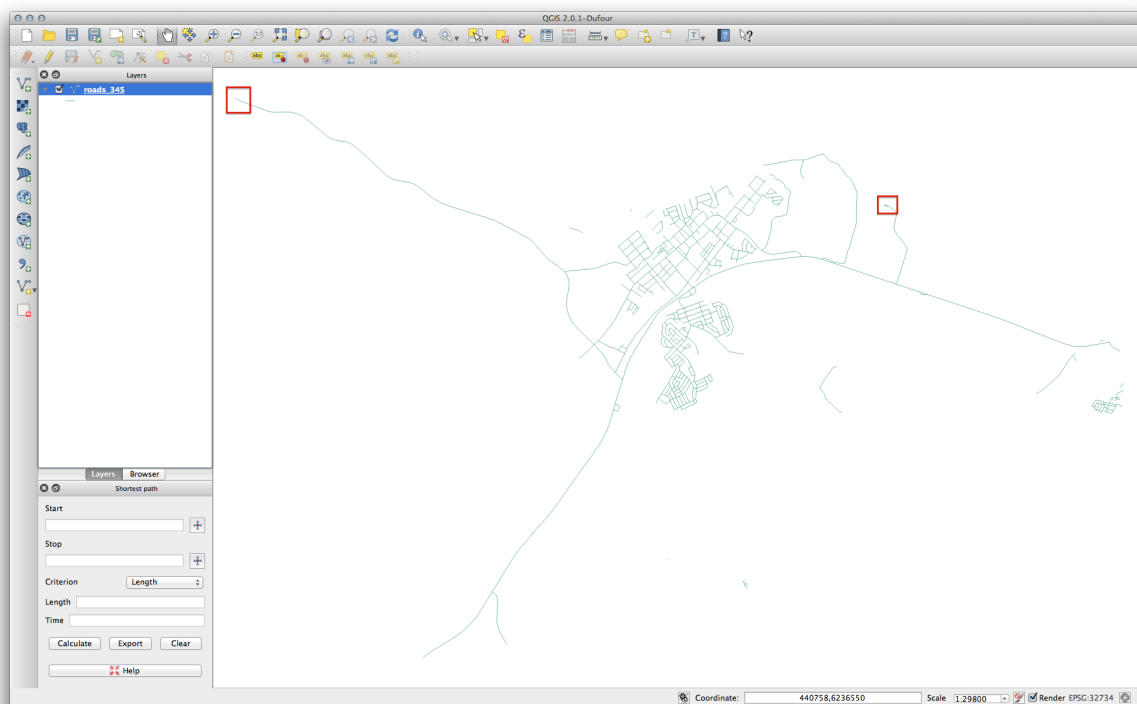 QGIS 2.0.1-Dufour
Layers
roads_34S
Layers Browser
Shortest path
Start
Stop
Criterion Length
Length
Time
Calculate Export Clear
Help
Coordinate: 440758,6236550 Scale 1:29800 Render EPSG:32734